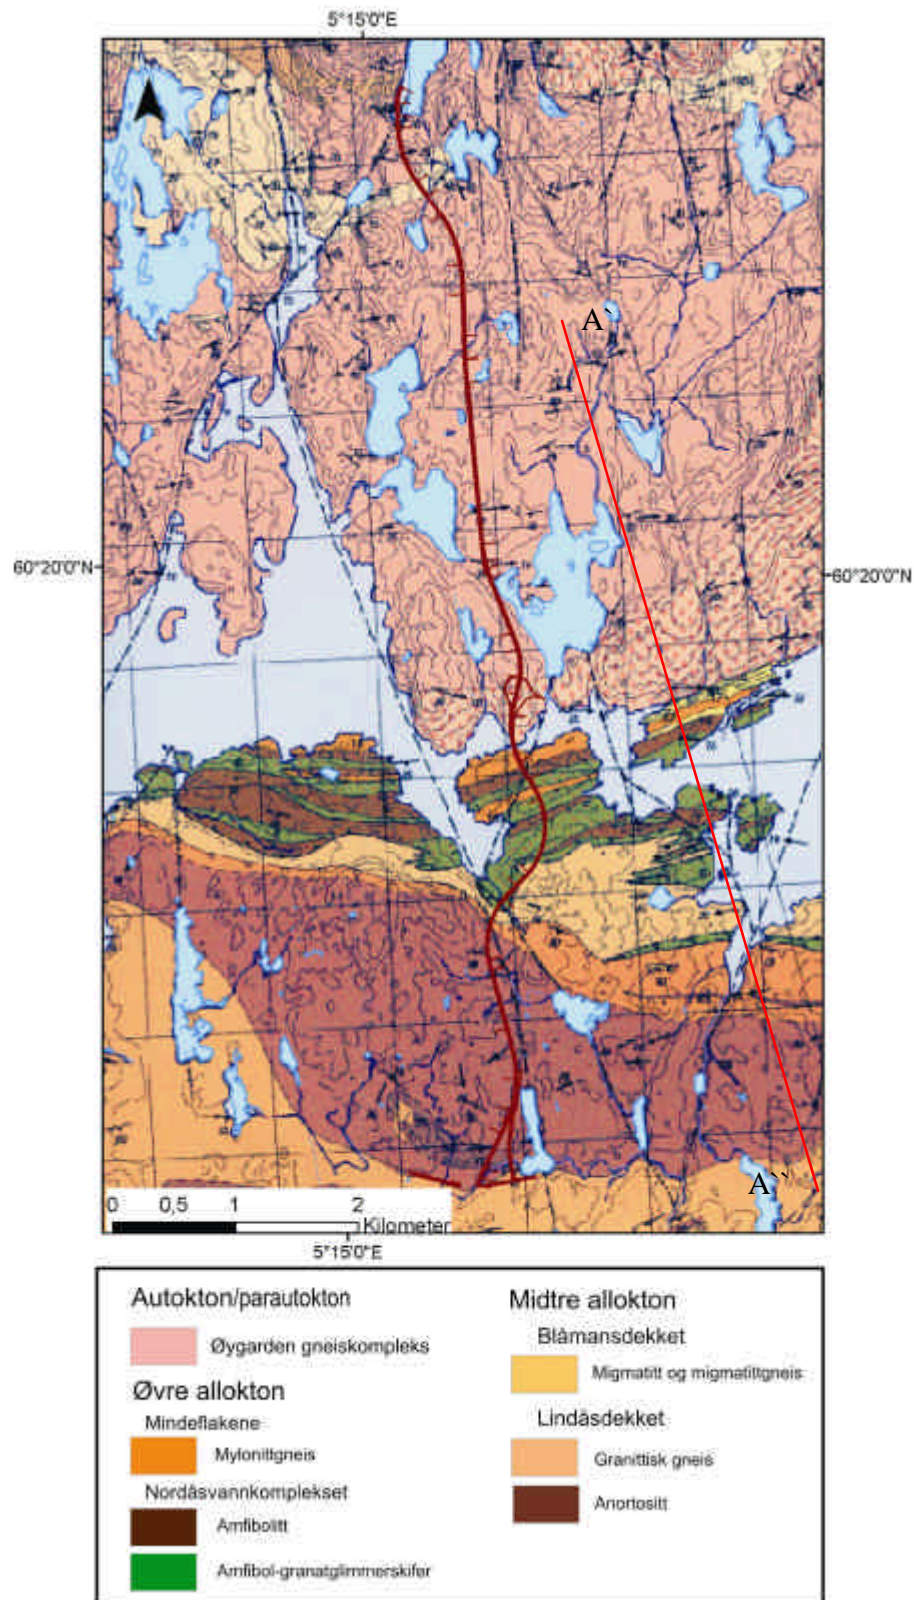 5°15'0"E
A`
60°20'0"N
60°20'0"N
A``
0 0,5 1 2
Kilometer
5°15'0"E
Autokton/parautokton
Øygarden gneiskompleks
Øvre allokton
Mindeflakene
Mylonittgneis
Nordåsvannkomplekset
Amfibolitt
Amfibol-granatglimmerskifer
Midtre allokton
Blåmansdekket
Migmatitt og migmatittgneis
Lindåsdekket
Granittisk gneis
Anortositt